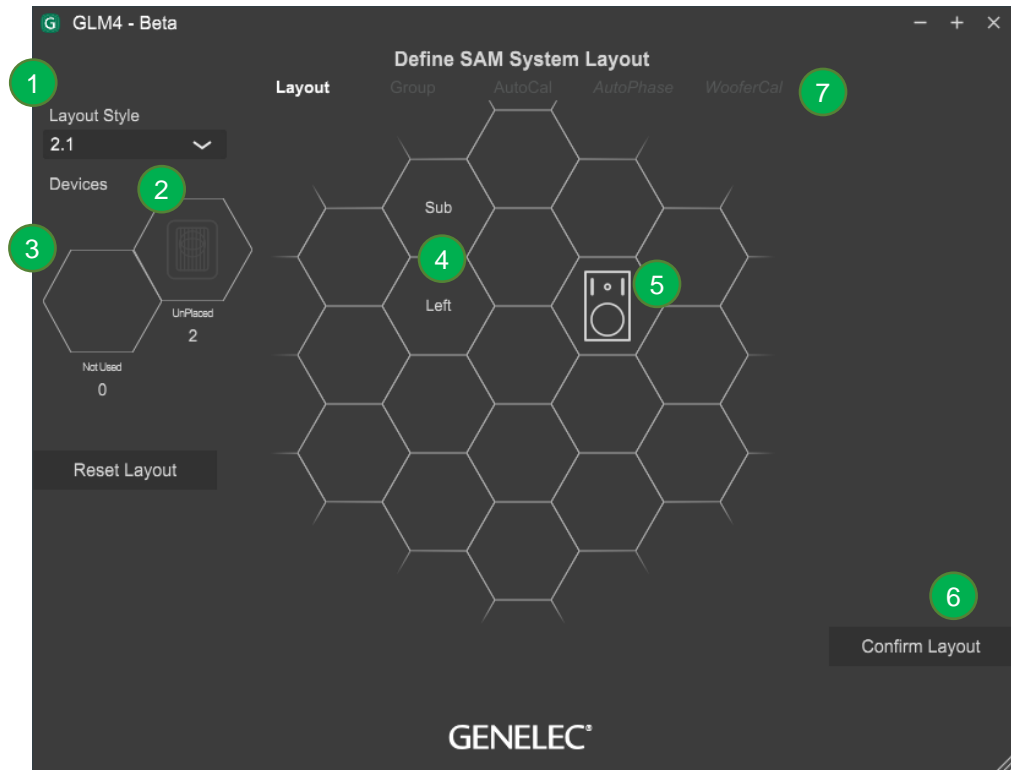 G GLM4 - Beta
Define SAM System Layout
1
Layout Group AutoCal AutoPhase WooferCal 7
Layout Style
2.1
Devices 2
Sub
3
4
5
Left
UnPlaced
2
Not Used
0
Reset Layout
6
Confirm Layout
GENELEC®